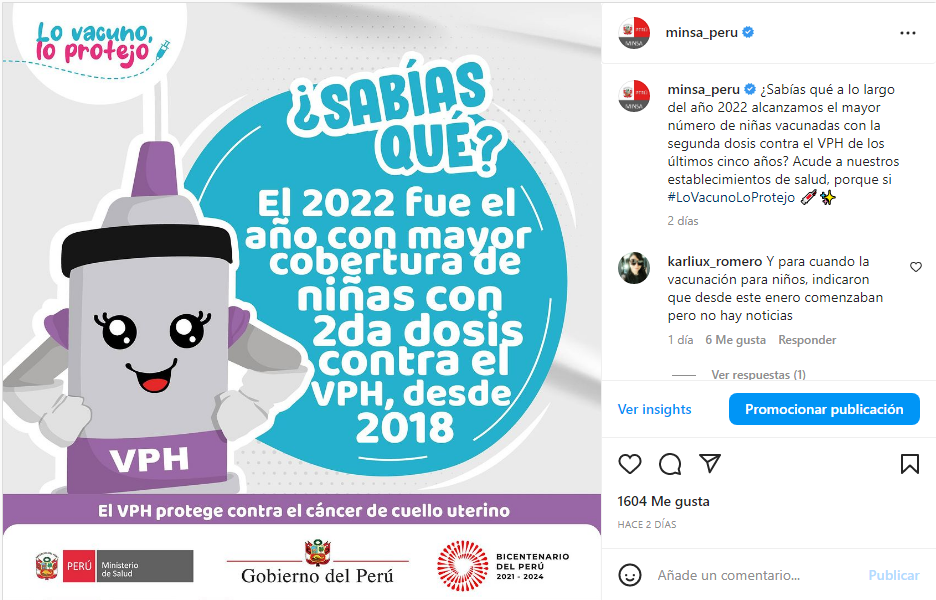 Lo vacuno,
lo protejo
¿SABÍAS
QUÉ?
El 2022 fue el
año con mayor
cobertura de
niñas con
2da dosis
contra el
VPH, desde
2018
VPH
El VPH protege contra el cáncer de cuello uterino
PERÚ
Ministerio
de Salud
Gobierno del Perú
BICENTENARIO
DEL PERÚ
2021 - 2024
minsa_peru
minsa_peru ¿Sabías qué a lo largo
del año 2022 alcanzamos el mayor
número de niñas vacunadas con la
segunda dosis contra el VPH de los
últimos cinco años? Acude a nuestros
establecimientos de salud, porque si
#LoVacunoLoProtejo 💉✨
2 días
karliux_romero Y para cuando la
vacunación para niños, indicaron
que desde este enero comenzaban
pero no hay noticias
1 día 6 Me gusta Responder
Ver respuestas (1)
Ver insights
Promocionar publicación
1604 Me gusta
HACE 2 DÍAS
Añade un comentario...
Publicar